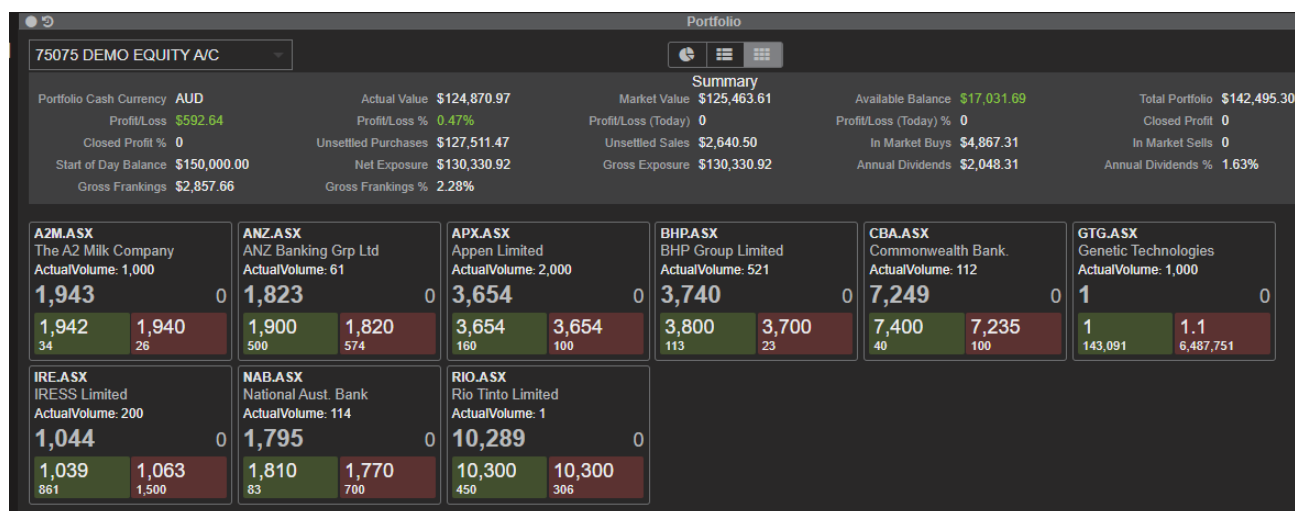 Portfolio
75075 DEMO EQUITY A/C
Summary
Portfolio Cash Currency AUD Actual Value $124,870.97 Market Value $125,463.61 Available Balance $17,031.69 Total Portfolio $142,495.30
Profit/Loss $592.64 Profit/Loss % 0.47% Profit/Loss (Today) 0 Profit/Loss (Today) % 0 Closed Profit 0
Closed Profit % 0 Unsettled Purchases $127,511.47 Unsettled Sales $2,640.50 In Market Buys $4,867.31 In Market Sells 0
Start of Day Balance $150,000.00 Net Exposure $130,330.92 Gross Exposure $130,330.92 Annual Dividends $2,048.31 Annual Dividends % 1.63%
Gross Frankings $2,857.66 Gross Frankings % 2.28%
A2M.ASX
The A2 Milk Company
ActualVolume: 1,000
1,943 0
1,942 1,940
34 26
ANZ.ASX
ANZ Banking Grp Ltd
ActualVolume: 61
1,823 0
1,900 1,820
500 574
APX.ASX
Appen Limited
ActualVolume: 2,000
3,654 0
3,654 3,654
160 100
BHP.ASX
BHP Group Limited
ActualVolume: 521
3,740 0
3,800 3,700
113 23
CBA.ASX
Commonwealth Bank.
ActualVolume: 112
7,249 0
7,400 7,235
40 100
GTG.ASX
Genetic Technologies
ActualVolume: 1,000
1 0
1 1.1
143,091 6,487,751
IRE.ASX
IRESS Limited
ActualVolume: 200
1,044 0
1,039 1,063
861 1,500
NAB.ASX
National Aust. Bank
ActualVolume: 114
1,795 0
1,810 1,770
83 700
RIO.ASX
Rio Tinto Limited
ActualVolume: 1
10,289 0
10,300 10,300
450 306